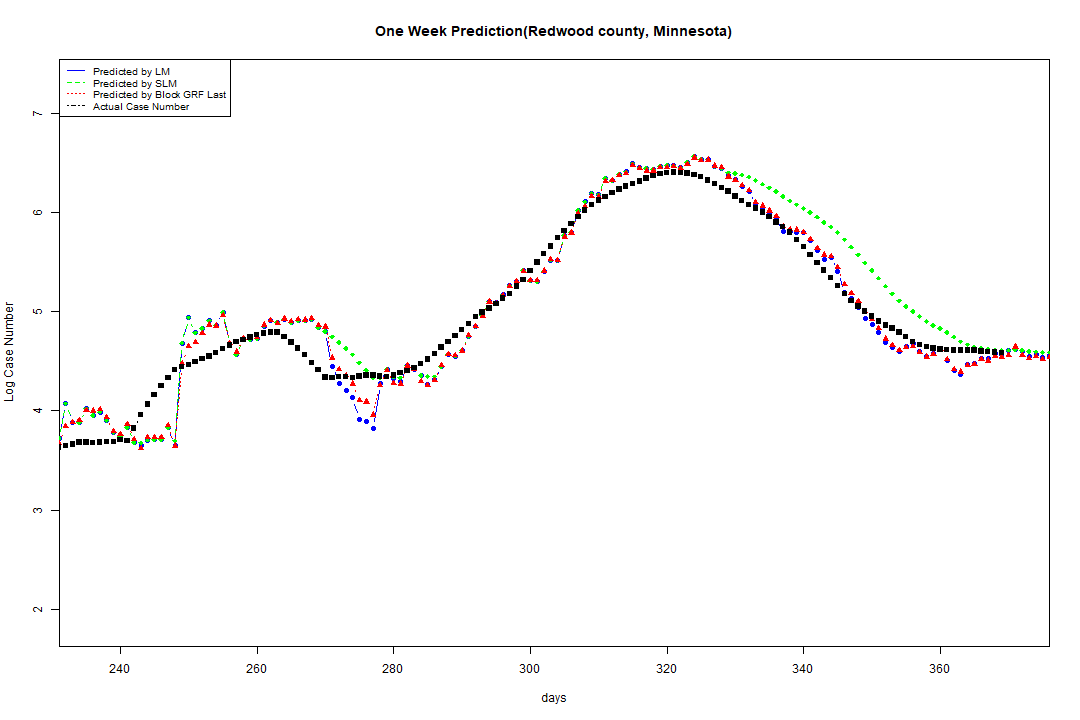 One Week Prediction(Redwood county, Minnesota)
Predicted by LM
Predicted by SLM
Predicted by Block GRF Last
Actual Case Number
7
6
5
4
3
2
Log Case Number
240 260 280 300 320 340 360
days